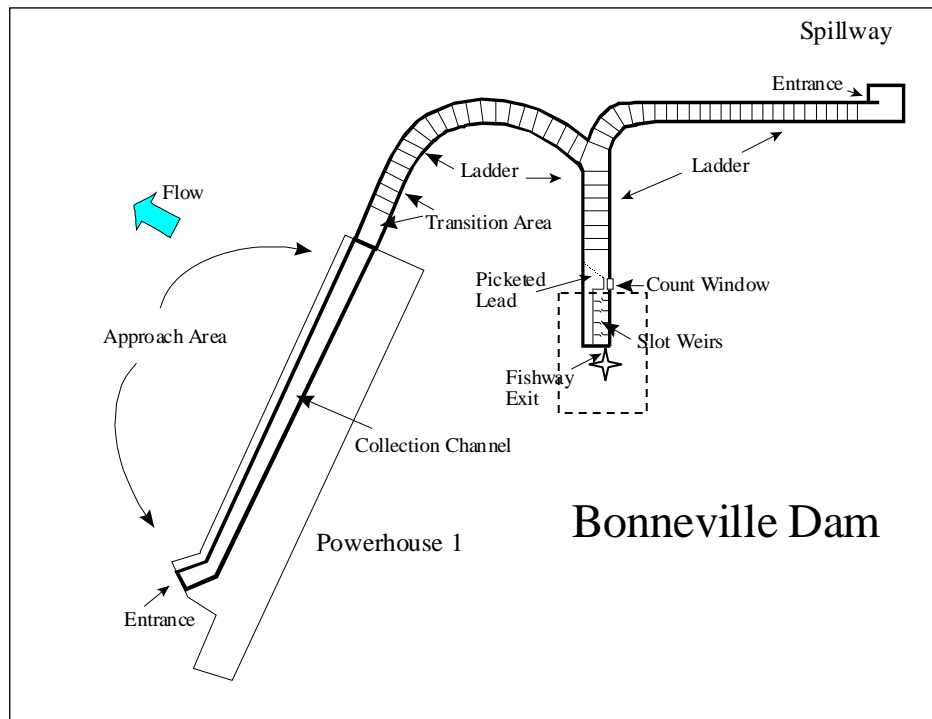 Spillway
Entrance
Ladder
Ladder
Flow
Transition Area
Picketed
Lead
Count Window
Approach Area
Slot Weirs
Fishway
Exit
Collection Channel
Bonneville Dam
Powerhouse 1
Entrance